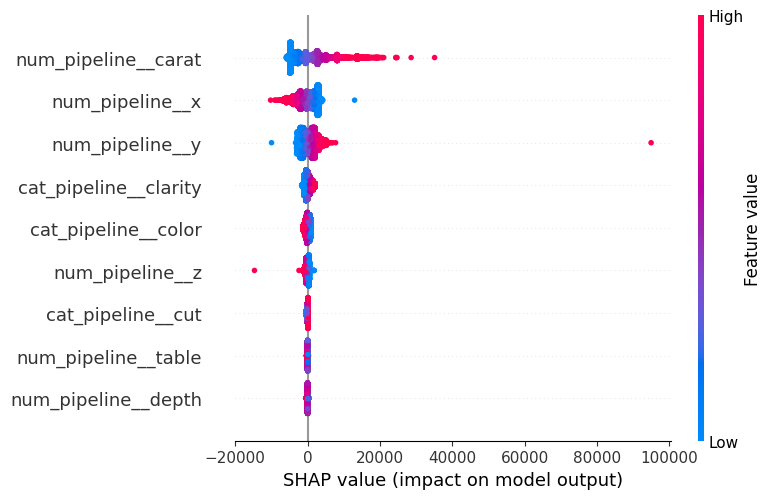 High
num_pipeline__carat
num_pipeline__x
num_pipeline__y
cat_pipeline__clarity
cat_pipeline__color
num_pipeline__z
cat_pipeline__cut
num_pipeline__table
num_pipeline__depth
Feature value
Low
−20000 0 20000 40000 60000 80000 100000
SHAP value (impact on model output)